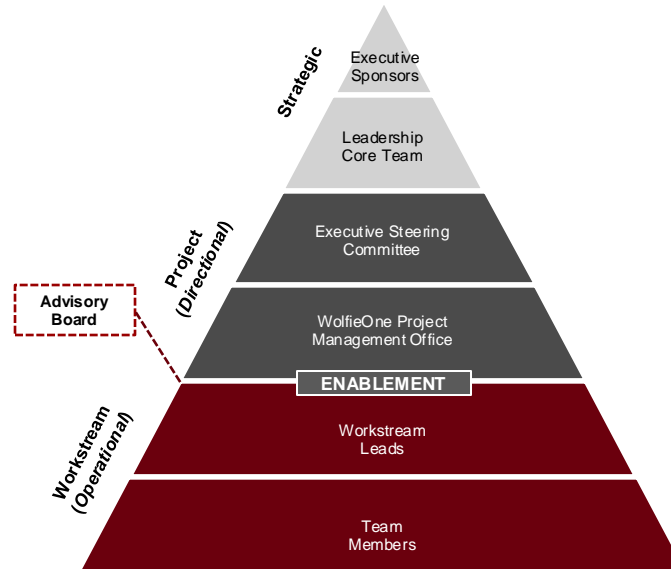 Executive
Sponsors
Strategic
Leadership
Core Team
Executive Steering
Committee
Project
(Directional)
Advisory
Board
WolfieOne Project
Management Office
ENABLEMENT
Workstream
Leads
Workstream
(Operational)
Team
Members